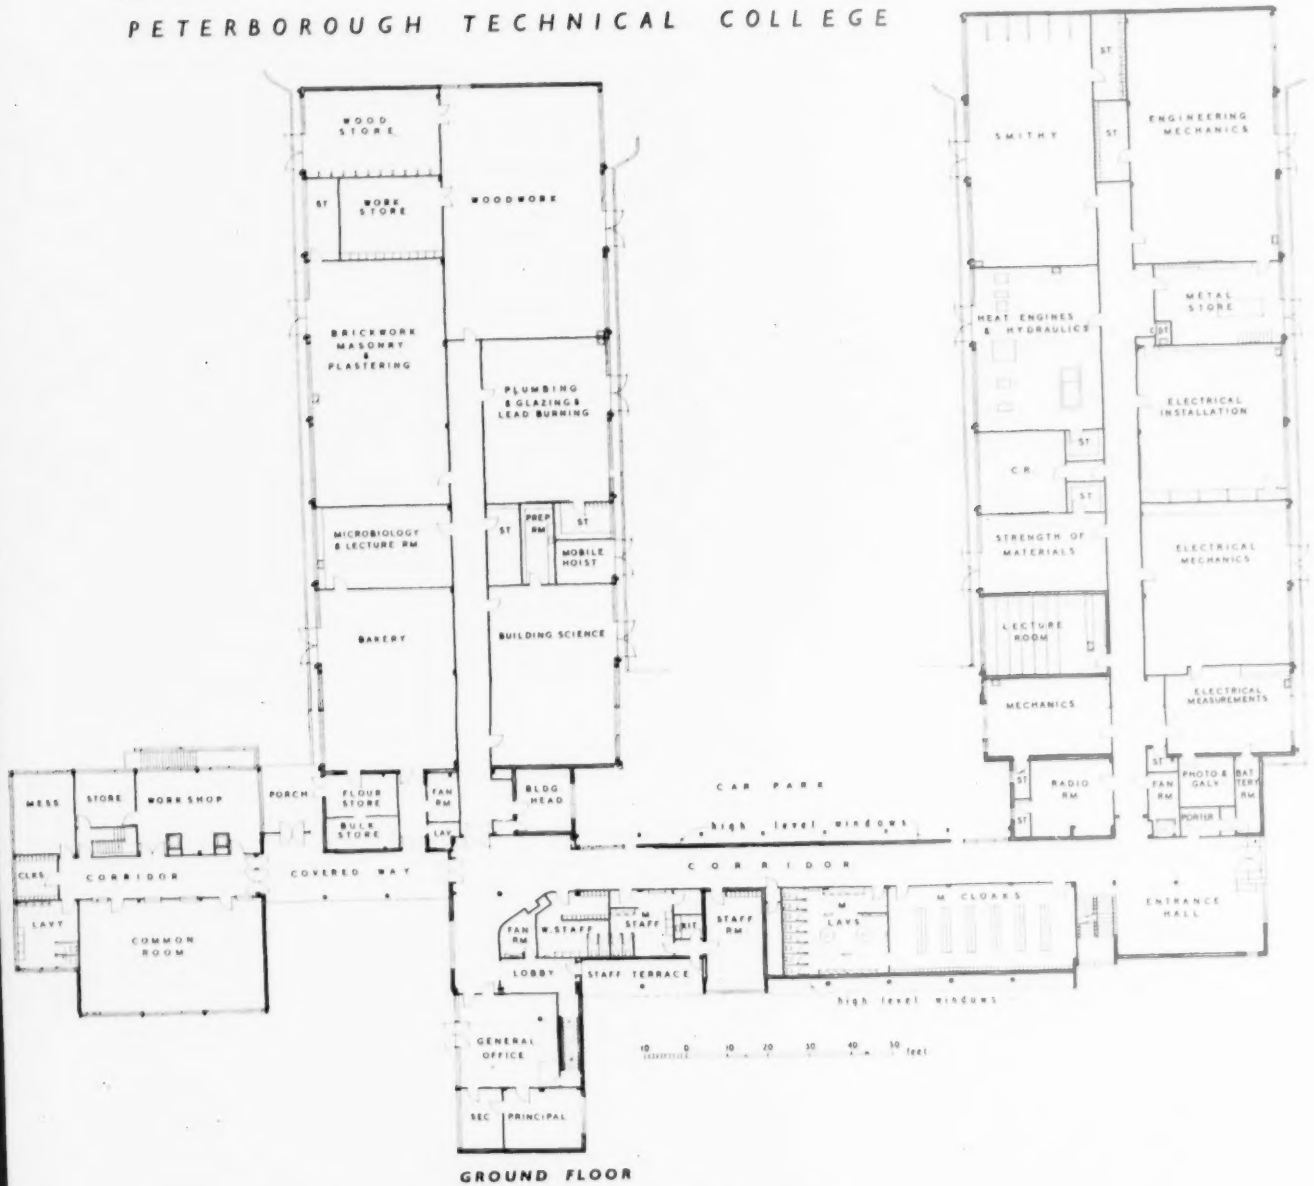 PETERBOROUGH TECHNICAL COLLEGE
WOOD
STORE
ST
WORK
STORE
WOODWORK
BRICKWORK
MASONRY
&
PLASTERING
PLUMBING
& GLAZING &
LEAD BURNING
MICROBIOLOGY
& LECTURE RM
ST
PREP
RM
ST
MOBILE
HOIST
BAKERY
BUILDING SCIENCE
SMITHY
ST
ST
ENGINEERING
MECHANICS
HEAT ENGINES
& HYDRAULICS
METAL
STORE
C
ST
ELECTRICAL
INSTALLATION
C.R.
ST
ST
STRENGTH OF
MATERIALS
ELECTRICAL
MECHANICS
LECTURE
ROOM
MECHANICS
ELECTRICAL
MEASUREMENTS
MESS
STORE
WORKSHOP
PORCH
FLOUR
STORE
BULK
STORE
FAN
RM
LAV
BLDG
HEAD
CAR PARK
high level windows
ST
ST
RADIO
RM
ST
FAN
RM
PHOTO &
GALV
BAT
TERY
RM
PORTER
CLKS
CORRIDOR
COVERED WAY
CORRIDOR
LAVY
COMMON
ROOM
FAN
RM
W. STAFF
M
STAFF
KIT
STAFF
RM
M
LAVS
M CLOAKS
ENTRANCE
HALL
LOBBY
STAFF TERRACE
high level windows
GENERAL
OFFICE
10 0 10 20 30 40 50 feet
SEC
PRINCIPAL
GROUND FLOOR